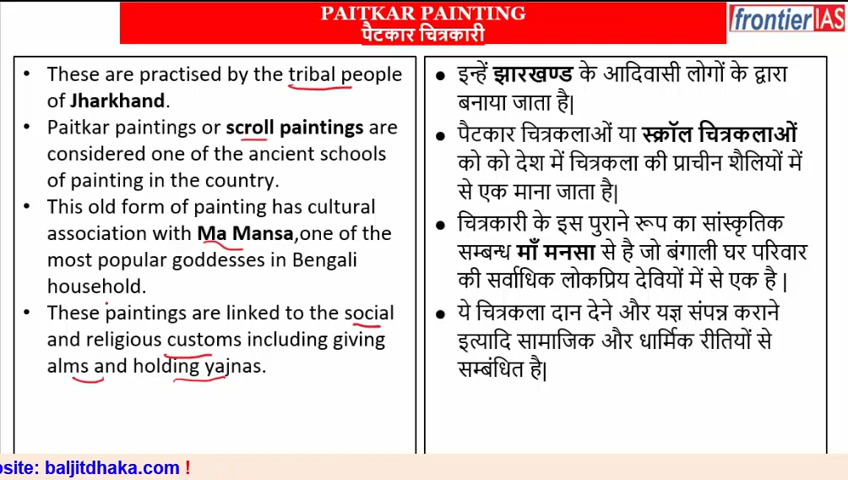 PAITKAR PAINTING
पैटकार चित्रकारी
frontierIAS
• These are practised by the tribal people
of Jharkhand.
• Paitkar paintings or scroll paintings are
considered one of the ancient schools
of painting in the country.
• This old form of painting has cultural
association with Ma Mansa,one of the
most popular goddesses in Bengali
household.
• These paintings are linked to the social
and religious customs including giving
alms and holding yajnas.
• इन्हें झारखण्ड के आदिवासी लोगों के द्वारा
बनाया जाता है|
• पैटकार चित्रकलाओं या स्क्रॉल चित्रकलाओं
को को देश में चित्रकला की प्राचीन शैलियों में
से एक माना जाता है|
• चित्रकारी के इस पुराने रूप का सांस्कृतिक
सम्बन्ध माँ मनसा से है जो बंगाली घर परिवार
की सर्वाधिक लोकप्रिय देवियों में से एक है |
• ये चित्रकला दान देने और यज्ञ संपन्न कराने
इत्यादि सामाजिक और धार्मिक रीतियों से
सम्बंधित है|
site: baljitdhaka.com !